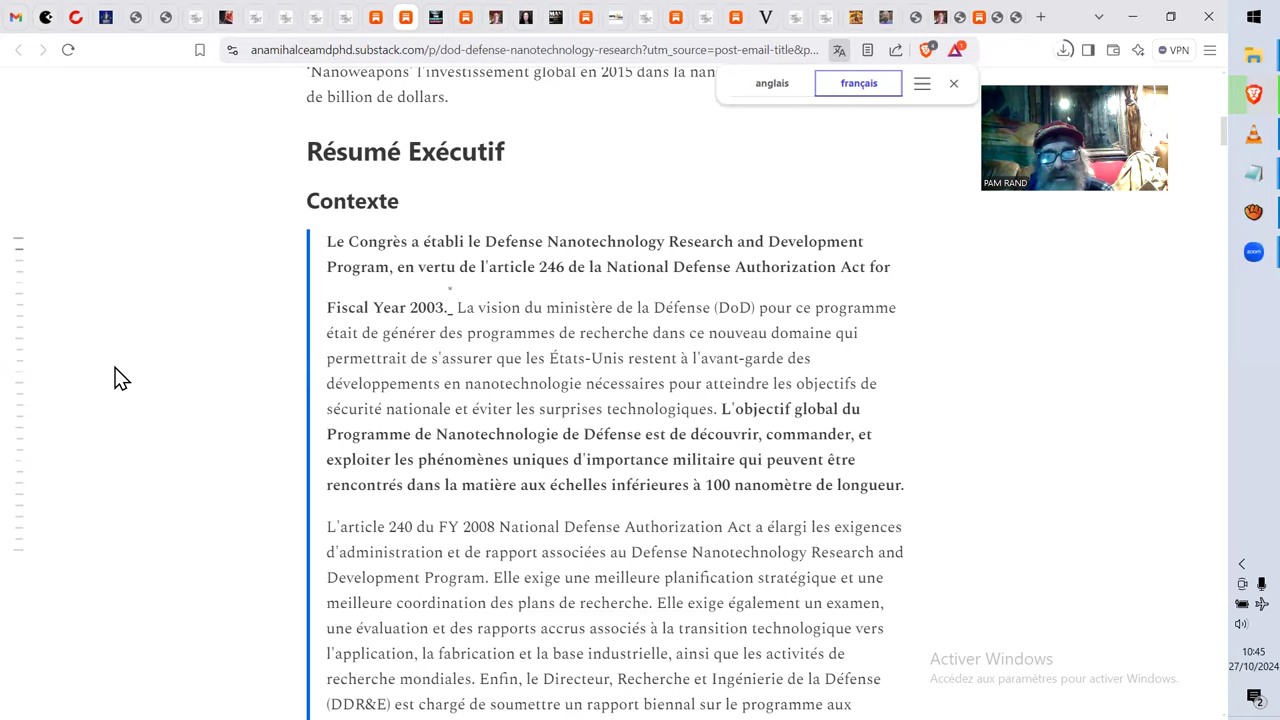 anamihalceamdphd.substack.com/p/dod-defense-nanotechnology-research?utm_source=post-email-title&p...
4
1
VPN
"Nanoweapons" l'investissement global en 2015 dans la nan
de billion de dollars.
anglais
français
PAM RAND
Résumé Exécutif
Contexte
Le Congrès a établi le Defense Nanotechnology Research and Development
Program, en vertu de l'article 246 de la National Defense Authorization Act for
Fiscal Year 2003. La vision du ministère de la Défense (DoD) pour ce programme
était de générer des programmes de recherche dans ce nouveau domaine qui
permettrait de s'assurer que les États-Unis restent à l'avant-garde des
développements en nanotechnologie nécessaires pour atteindre les objectifs de
sécurité nationale et éviter les surprises technologiques. L'objectif global du
Programme de Nanotechnologie de Défense est de découvrir, commander, et
exploiter les phénomènes uniques d'importence militaire qui peuvent être
rencontrés dans la matière aux échelles inférieures à 100 nanomètre de longueur.
L'article 240 du FY 2008 National Defense Authorization Act a élargi les exigences
d'administration et de rapport associées au Defense Nanotechnology Research and
Development Program. Elle exige une meilleure planification stratégique et une
meilleure coordination des plans de recherche. Elle exige également un examen,
une évaluation et des rapports accrus associés à la transition technologique vers
l'application, la fabrication et la base industrielle, ainsi que les activités de
recherche mondiales. Enfin, le Directeur, Recherche et Ingénierie de la Défense
(DDR&E) est chargé de soumettre un rapport biennal sur le programme aux
Activer Windows
Accédez aux paramètres pour activer Windows.
zoom
10:45
27/10/2024
2